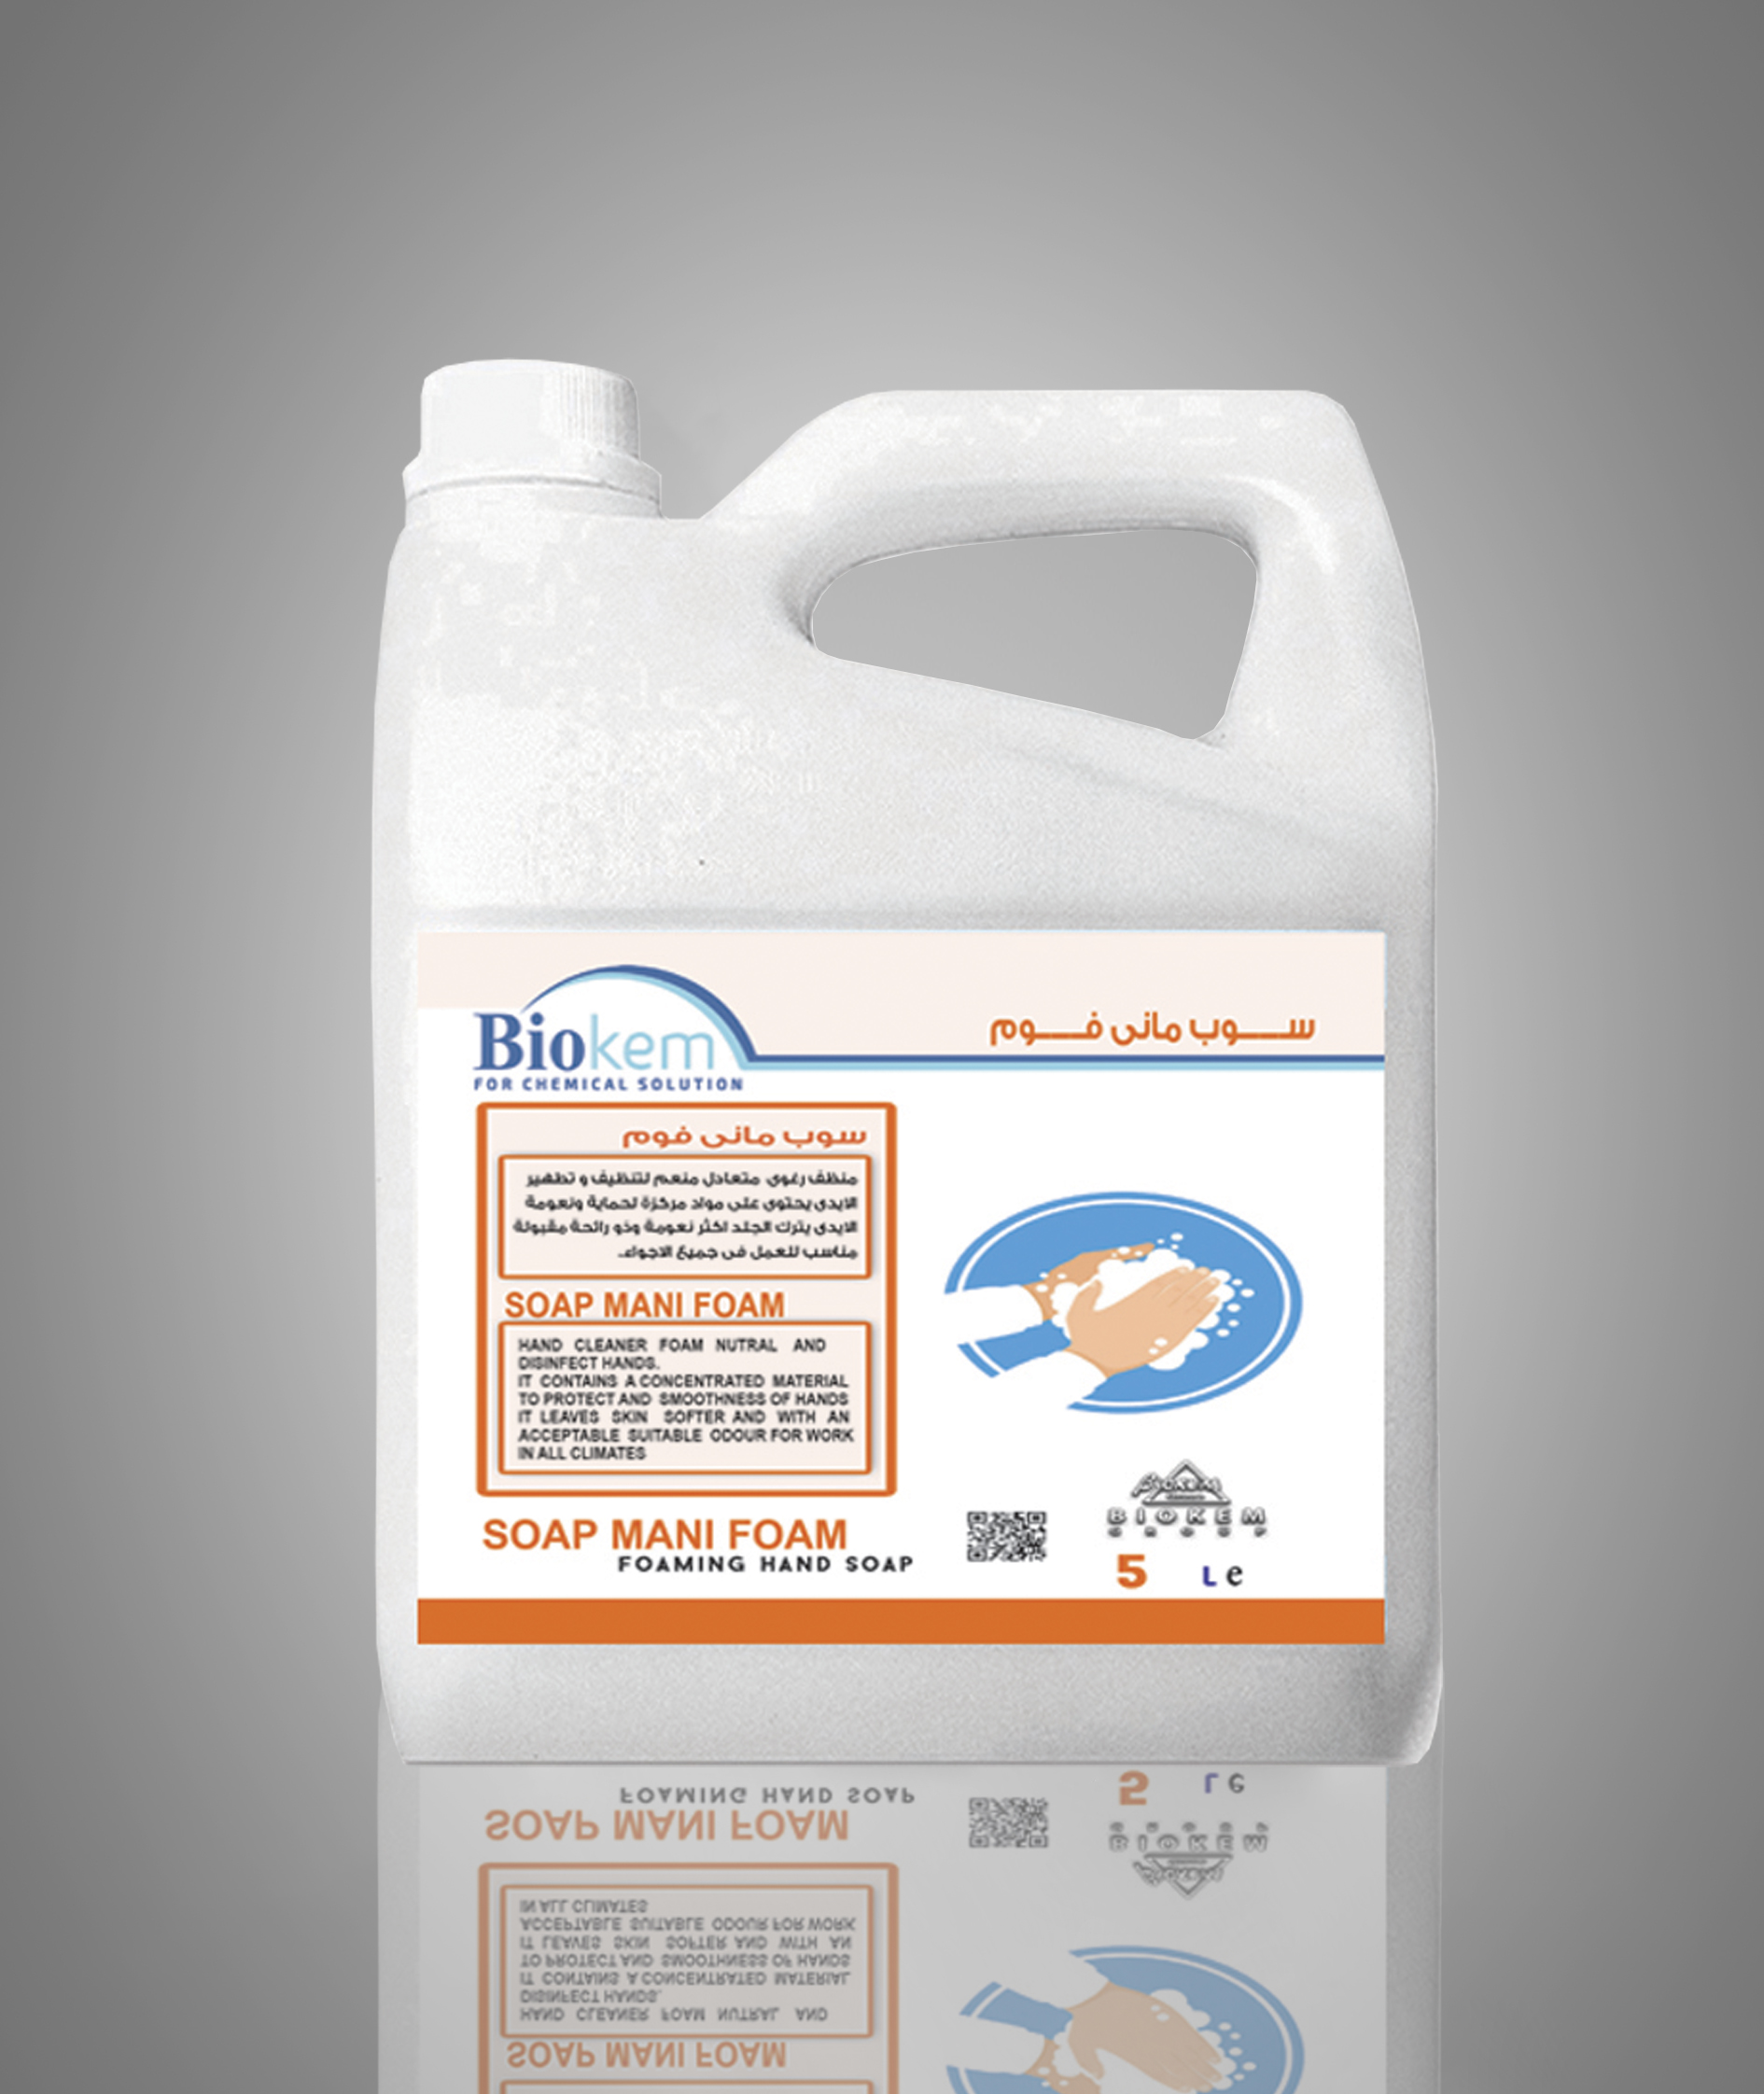 Biokem
FOR CHEMICAL SOLUTION
ســـوب مانى فـــوم
سوب مانى فوم
منظف رغوى متعادل منعم لتنظيف و تطهير
الايدى يحتوى على مواد مركزة لحماية ونعومة
الايدى يترك الجلد اكثر نعومة وذو رائحة مقبولة
مناسب للعمل فى جميع الاجواء..
SOAP MANI FOAM
HAND CLEANER FOAM NUTRAL AND
DISINFECT HANDS.
IT CONTAINS A CONCENTRATED MATERIAL
TO PROTECT AND SMOOTHNESS OF HANDS
IT LEAVES SKIN SOFTER AND WITH AN
ACCEPTABLE SUITABLE ODOUR FOR WORK
IN ALL CLIMATES
SOAP MANI FOAM
FOAMING HAND SOAP
BIOKEM
BIOKEM
GROUP
5 L e